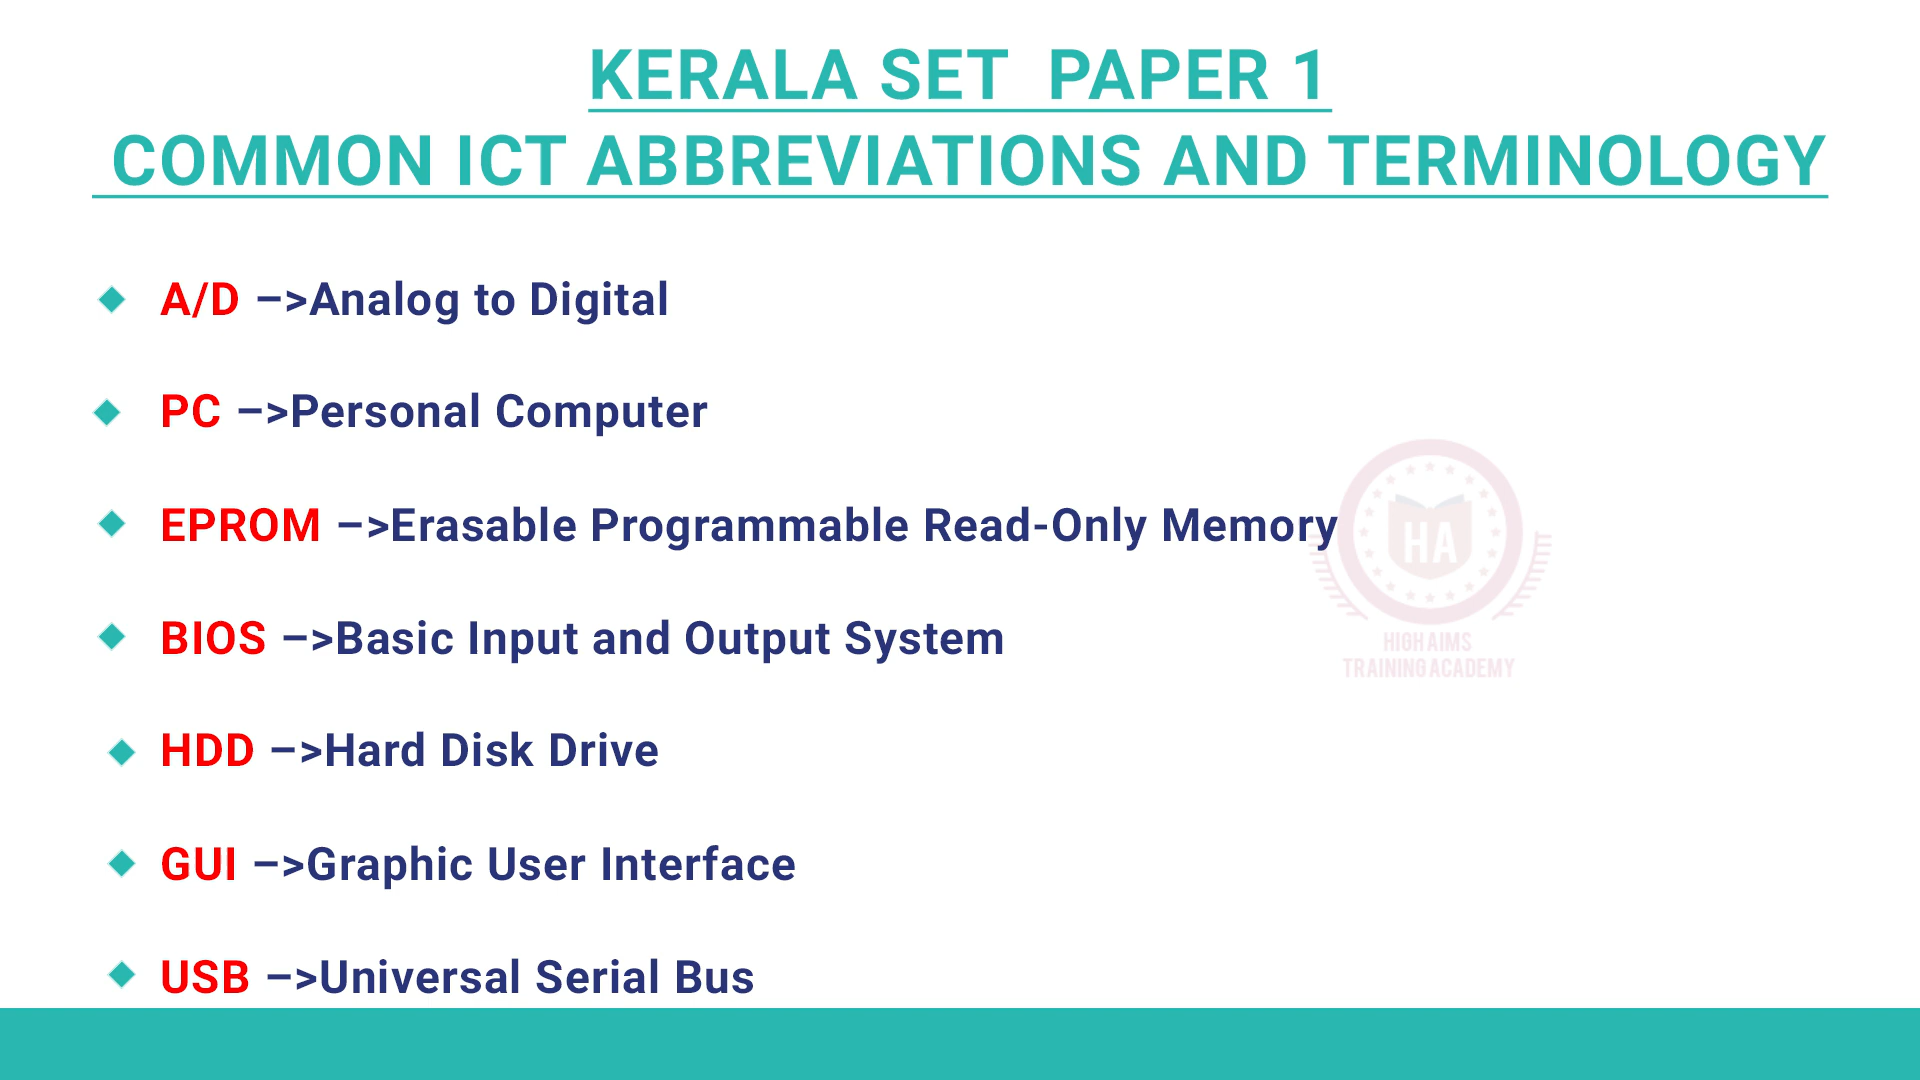 KERALA SET  PAPER 1
COMMON ICT ABBREVIATIONS AND TERMINOLOGY
A/D –>Analog to Digital
PC –>Personal Computer
EPROM –>Erasable Programmable Read-Only Memory
BIOS –>Basic Input and Output System
HDD –>Hard Disk Drive
GUI –>Graphic User Interface
USB –>Universal Serial Bus
HA
HIGH AIMS
TRAINING ACADEMY